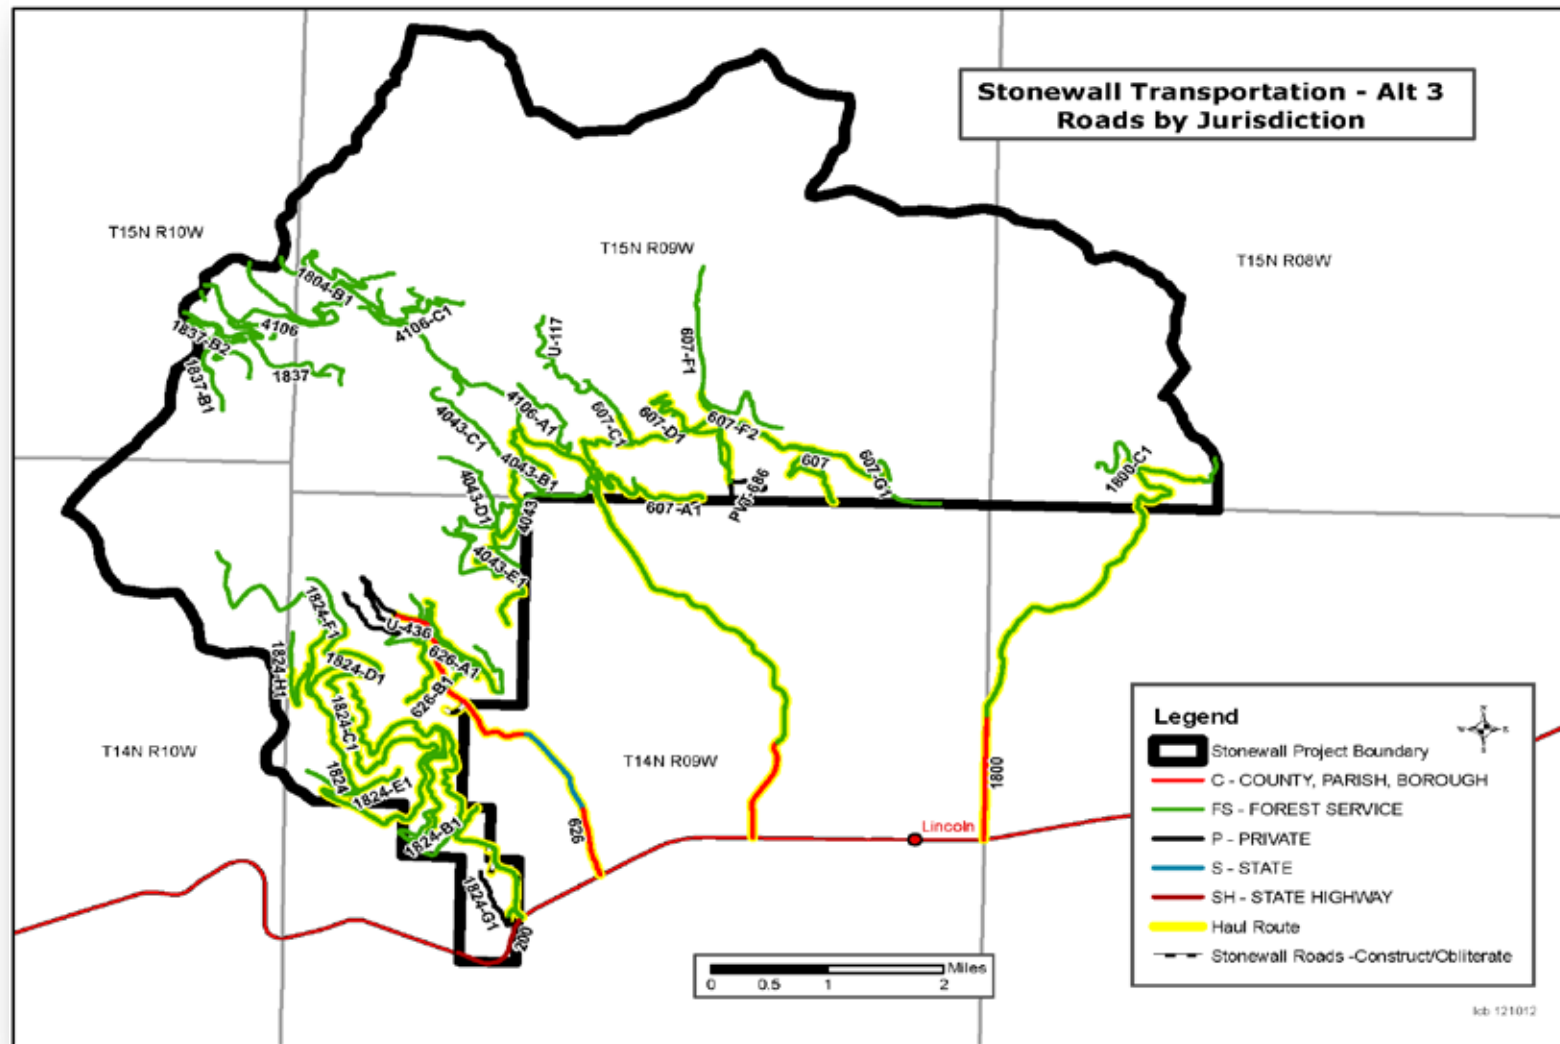 Stonewall Transportation - Alt 3
Roads by Jurisdiction
T15N R10W
T15N R09W
T15N R08W
1804-B1
4106
4106-C1
1837-B2
1837
1837-B1
U-117
607-F1
4106-A1
607-C1
607-D1
607-F2
4043-C1
4043-B1
607
607-G1
1800-C1
4043-D1
4043
607-A1
PVT-686
4043-E1
1824-F1
U-436
1824-H1
1824-D1
626-A1
626-B1
1824-C1
T14N R10W
T14N R09W
1824
1824-E1
1800
626
1824-B1
Lincoln
1824-G1
200
Legend
N
W
E
S
Stonewall Project Boundary
C - COUNTY, PARISH, BOROUGH
FS - FOREST SERVICE
P - PRIVATE
S - STATE
SH - STATE HIGHWAY
Haul Route
Stonewall Roads -Construct/Obliterate
Miles
0 0.5 1 2
121012